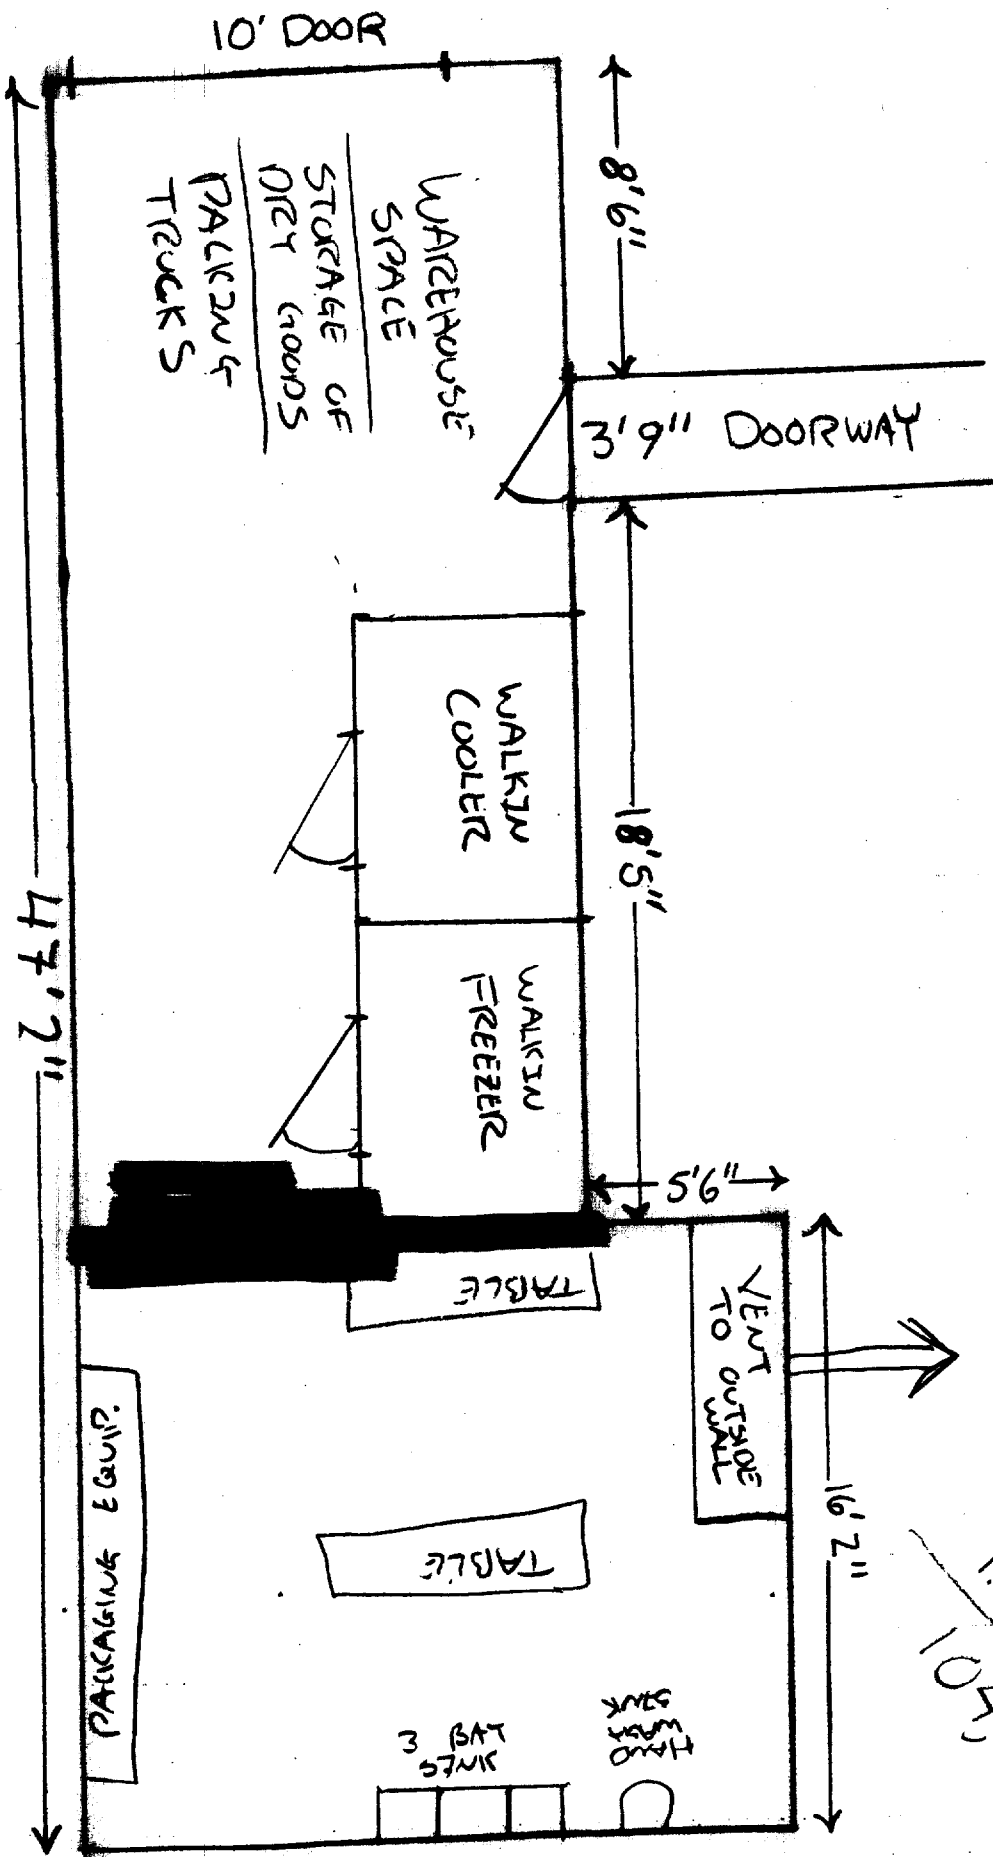 10' DOOR
8'6"
WAREHOUSE
SPACE
STORAGE OF
DRY GOODS
PACKING
TRUCKS
3'9" DOORWAY
WALKIN
COOLER
18'5"
47'2"
WALKIN
FREEZER
5'6"
TABLE
VENT
TO OUTSIDE
WALL
16'2"
TABLE
PACKAGING EQUIP.
3 BAY
SINK
HAND
WASH
SINK